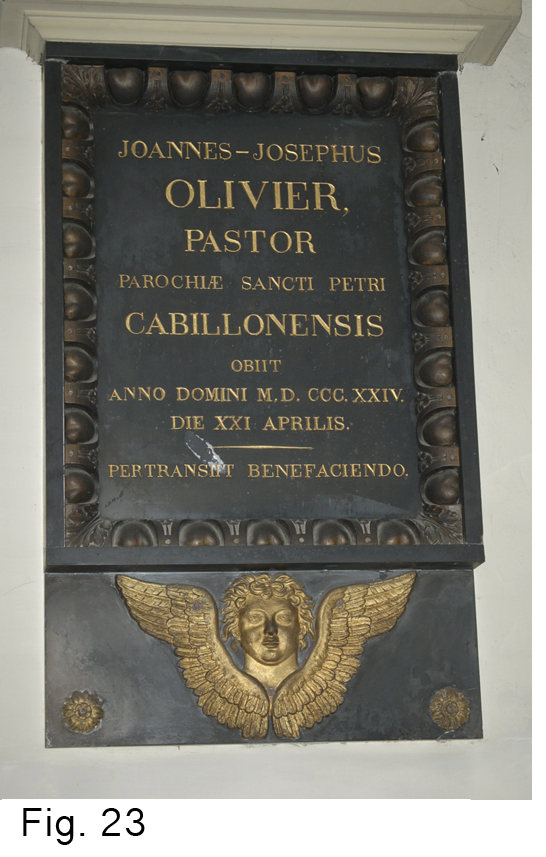 JOANNES-JOSEPHUS
OLIVIER,
PASTOR
PAROCHIÆ SANCTI PETRI
CABILLONENSIS
OBIIT
ANNO DOMINI M.D. CCC.XXIV.
DIE XXI APRILIS.
PERTRANSIIT BENEFACIENDO.
Fig. 23